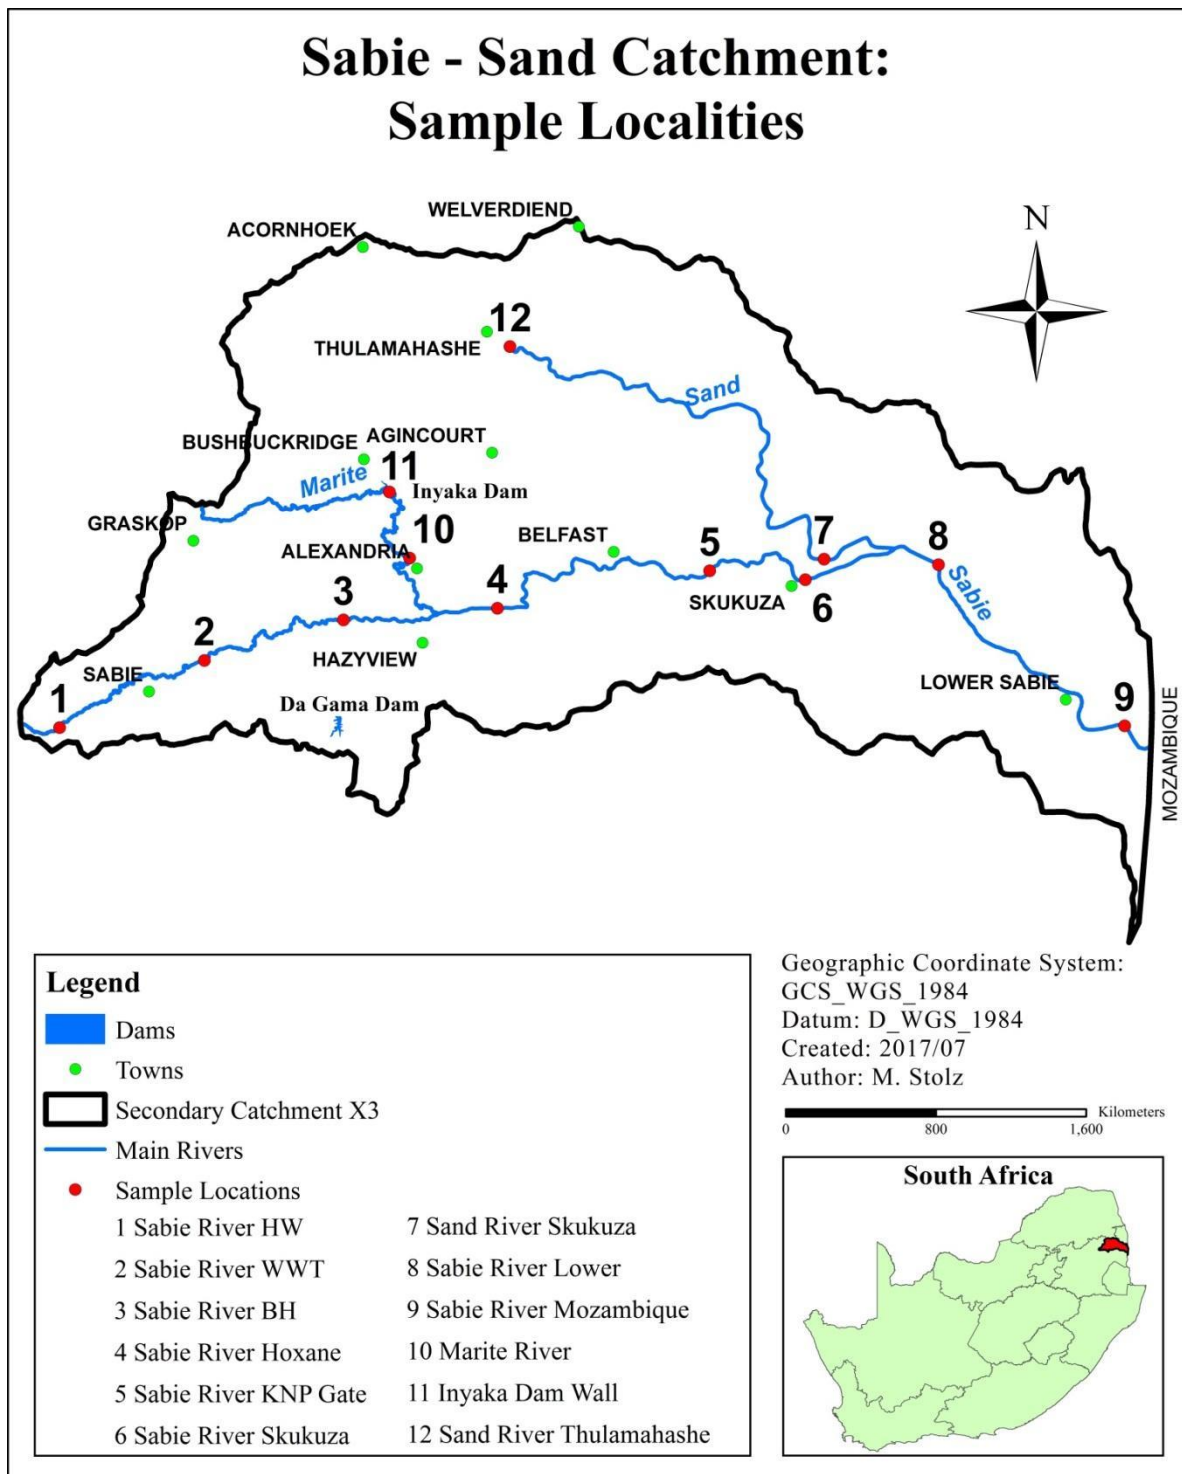 Sabie - Sand Catchment:
Sample Localities
WELVERDIEND
ACORNHOEK
N
12
THULAMAHASHE
Sand
BUSHBUCKRIDGE
AGINCOURT
Marite
11
Inyaka Dam
GRASKOP
10
ALEXANDRIA
BELFAST
5
7
8
3
4
SKUKUZA
6
Sabie
2
HAZYVIEW
SABIE
LOWER SABIE
1
Da Gama Dam
9
MOZAMBIQUE
Legend
Dams
Towns
Secondary Catchment X3
Main Rivers
Sample Locations
1 Sabie River HW
2 Sabie River WWT
3 Sabie River BH
4 Sabie River Hoxane
5 Sabie River KNP Gate
6 Sabie River Skukuza
7 Sand River Skukuza
8 Sabie River Lower
9 Sabie River Mozambique
10 Marite River
11 Inyaka Dam Wall
12 Sand River Thulamahashe
Geographic Coordinate System:
GCS_WGS_1984
Datum: D_WGS_1984
Created: 2017/07
Author: M. Stolz
Kilometers
0 800 1,600
South Africa